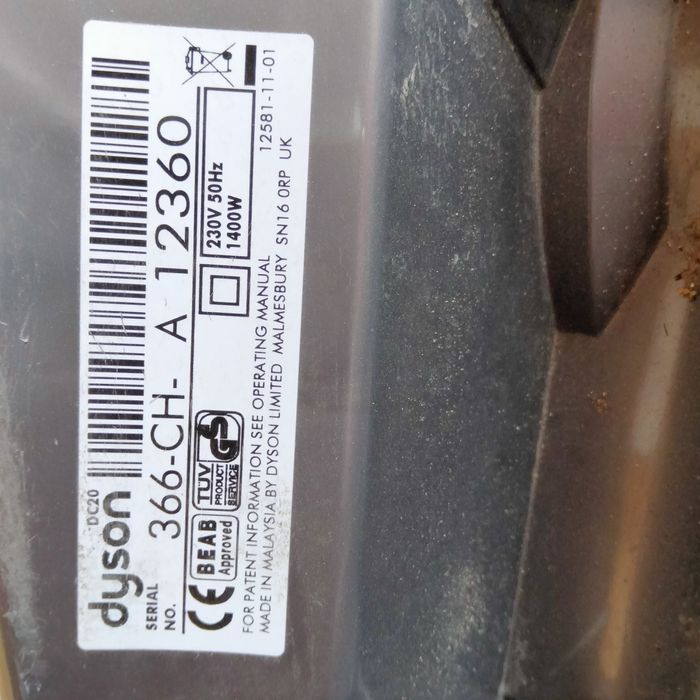 DC20
dyson
SERIAL
NO. 366-CH- A 12360
CE BEAB Approved TUV PRODUCT SERVICE GS
230V 50Hz
1400W
FOR PATENT INFORMATION SEE OPERATING MANUAL 12581-11-01
MADE IN MALAYSIA BY DYSON LIMITED MALMESBURY SN16 0RP UK